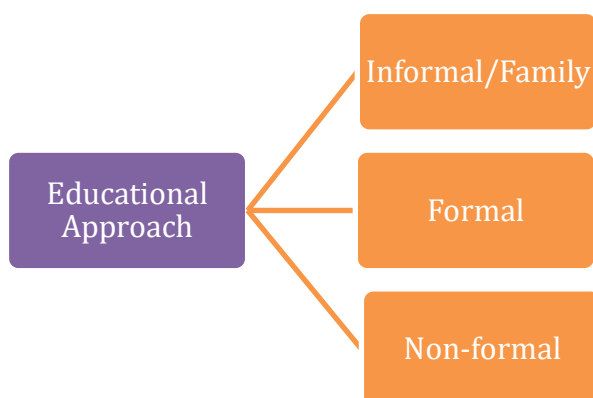 Informal/Family
Educational
Approach
Formal
Non-formal